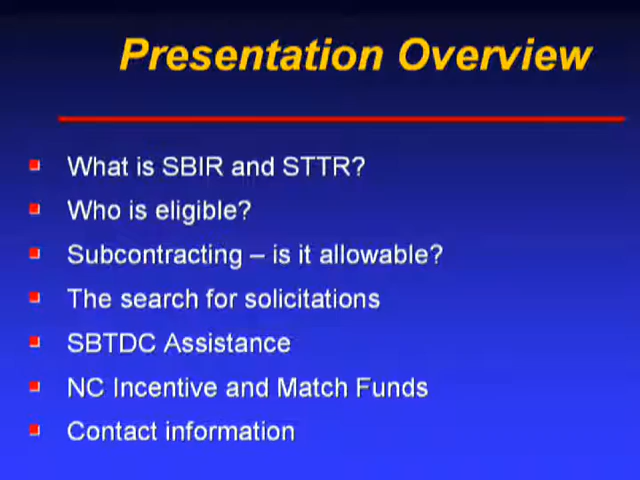 Presentation Overview
What is SBIR and STTR?
Who is eligible?
Subcontracting – is it allowable?
The search for solicitations
SBTDC Assistance
NC Incentive and Match Funds
Contact information